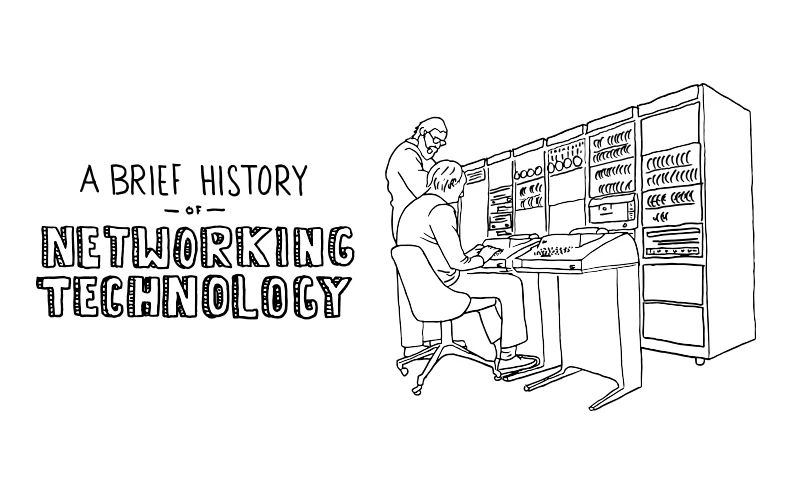 A BRIEF HISTORY
— OF —
NETWORKING
TECHNOLOGY